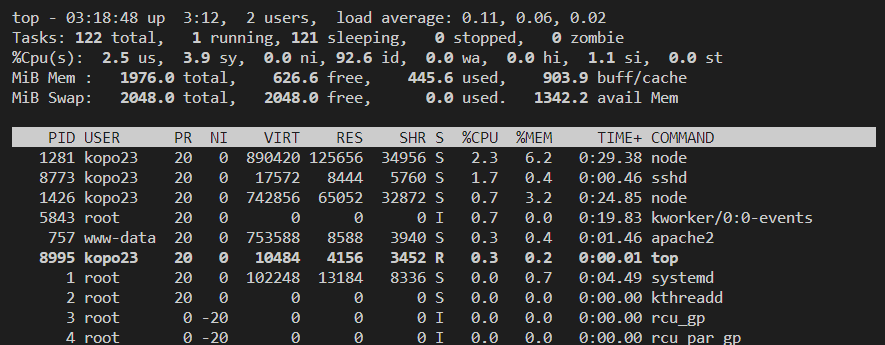 top - 03:18:48 up  3:12,  2 users,  load average: 0.11, 0.06, 0.02
Tasks: 122 total,   1 running, 121 sleeping,   0 stopped,   0 zombie
%Cpu(s):  2.5 us,  3.9 sy,  0.0 ni, 92.6 id,  0.0 wa,  0.0 hi,  1.1 si,  0.0 st
MiB Mem :   1976.0 total,    626.6 free,    445.6 used,    903.9 buff/cache
MiB Swap:   2048.0 total,   2048.0 free,      0.0 used.   1342.2 avail Mem
PID USER      PR  NI    VIRT    RES    SHR S  %CPU  %MEM     TIME+ COMMAND
1281 kopo23    20   0  890420 125656  34956 S   2.3   6.2   0:29.38 node
8773 kopo23    20   0   17572   8444   5760 S   1.7   0.4   0:00.46 sshd
1426 kopo23    20   0  742856  65052  32872 S   0.7   3.2   0:24.85 node
5843 root      20   0       0      0      0 I   0.7   0.0   0:19.83 kworker/0:0-events
757 www-data  20   0  753588   8588   3940 S   0.3   0.4   0:01.46 apache2
8995 kopo23    20   0   10484   4156   3452 R   0.3   0.2   0:00.01 top
1 root      20   0  102248  13184   8336 S   0.0   0.7   0:04.49 systemd
2 root      20   0       0      0      0 S   0.0   0.0   0:00.00 kthreadd
3 root       0 -20       0      0      0 I   0.0   0.0   0:00.00 rcu_gp
4 root       0 -20       0      0      0 I   0.0   0.0   0:00.00 rcu_par_gp